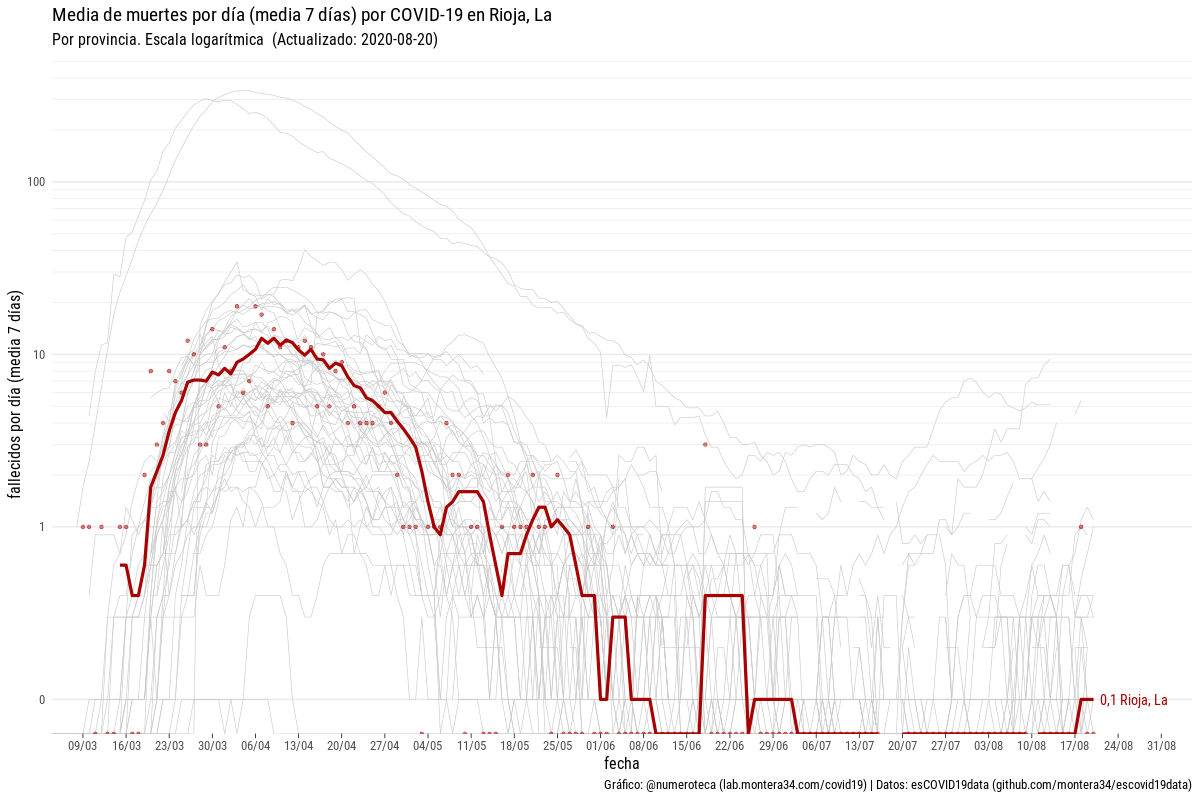 Media de muertes por día (media 7 días) por COVID-19 en Rioja, La
Por provincia. Escala logarítmica  (Actualizado: 2020-08-20)
fallecidos por día (media 7 días)
100
10
1
0
0,1 Rioja, La
09/03 16/03 23/03 30/03 06/04 13/04 20/04 27/04 04/05 11/05 18/05 25/05 01/06 08/06 15/06 22/06 29/06 06/07 13/07 20/07 27/07 03/08 10/08 17/08 24/08 31/08
fecha
Gráfico: @numeroteca (lab.montera34.com/covid19) | Datos: esCOVID19data (github.com/montera34/escovid19data)